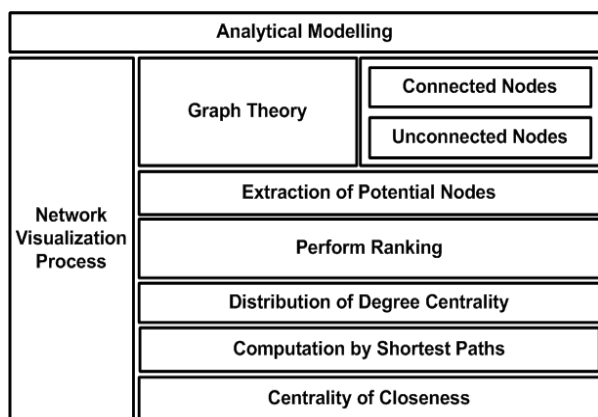 Analytical Modelling
Network
Visualization
Process
Graph Theory
Connected Nodes
Unconnected Nodes
Extraction of Potential Nodes
Perform Ranking
Distribution of Degree Centrality
Computation by Shortest Paths
Centrality of Closeness